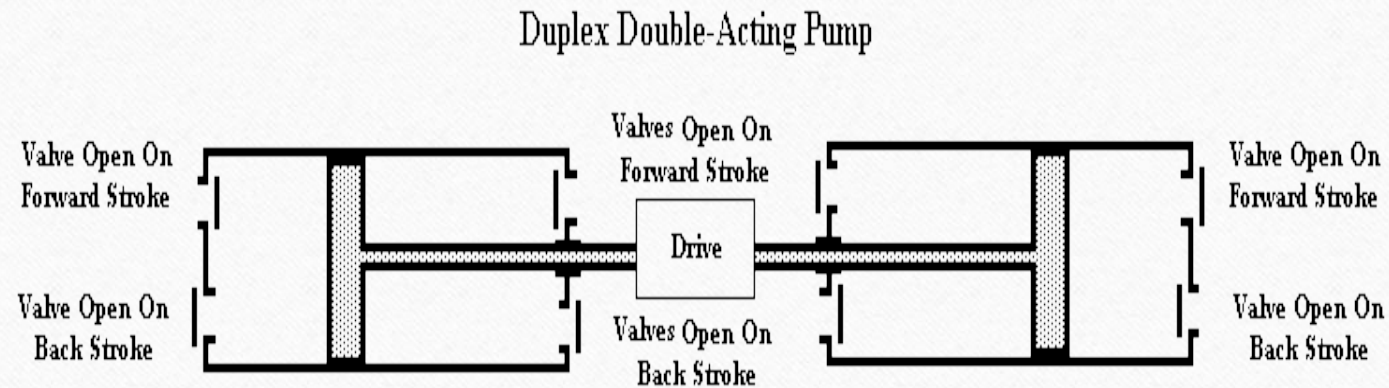 Duplex Double-Acting Pump
Valve Open On
Forward Stroke
Valves Open On
Forward Stroke
Valve Open On
Forward Stroke
Drive
Valve Open On
Back Stroke
Valves Open On
Back Stroke
Valve Open On
Back Stroke